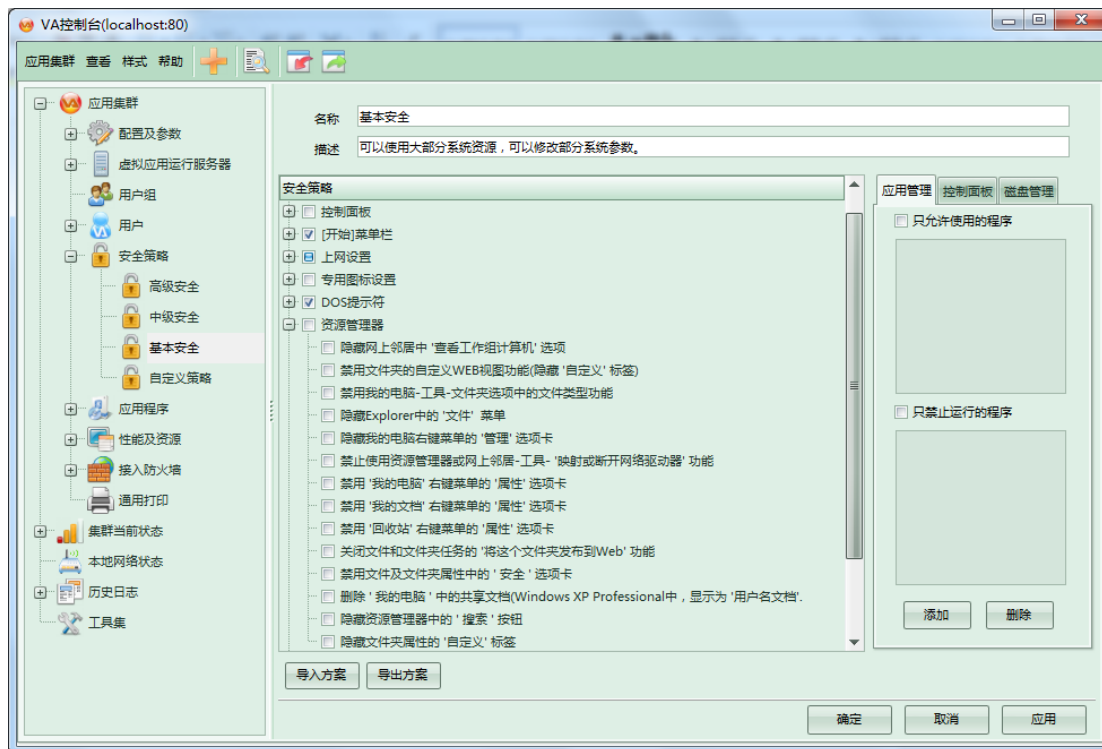 VA控制台(localhost:80)
应用集群 查看 样式 帮助
应用集群
配置及参数
虚拟应用运行服务器
用户组
用户
安全策略
高级安全
中级安全
基本安全
自定义策略
应用程序
性能及资源
接入防火墙
通用打印
集群当前状态
本地网络状态
历史日志
工具集
名称 基本安全
描述 可以使用大部分系统资源，可以修改部分系统参数。
安全策略
控制面板
[开始]菜单栏
上网设置
专用图标设置
DOS提示符
资源管理器
隐藏网上邻居中 '查看工作组计算机' 选项
禁用文件夹的自定义WEB视图功能(隐藏 '自定义' 标签)
禁用我的电脑-工具-文件夹选项中的文件类型功能
隐藏Explorer中的 '文件' 菜单
隐藏我的电脑右键菜单的 '管理' 选项卡
禁止使用资源管理器或网上邻居-工具- '映射或断开网络驱动器' 功能
禁用 '我的电脑' 右键菜单的 '属性' 选项卡
禁用 '我的文档' 右键菜单的 '属性' 选项卡
禁用 '回收站' 右键菜单的 '属性' 选项卡
关闭文件和文件夹任务的 '将这个文件夹发布到Web' 功能
禁用文件及文件夹属性中的 ' 安全 ' 选项卡
删除 ' 我的电脑 ' 中的共享文档(Windows XP Professional中，显示为 '用户名文档'.
隐藏资源管理器中的 ' 搜索 ' 按钮
隐藏文件夹属性的 '自定义' 标签
导入方案 导出方案
应用管理 控制面板 磁盘管理
只允许使用的程序
只禁止运行的程序
添加 删除
确定 取消 应用